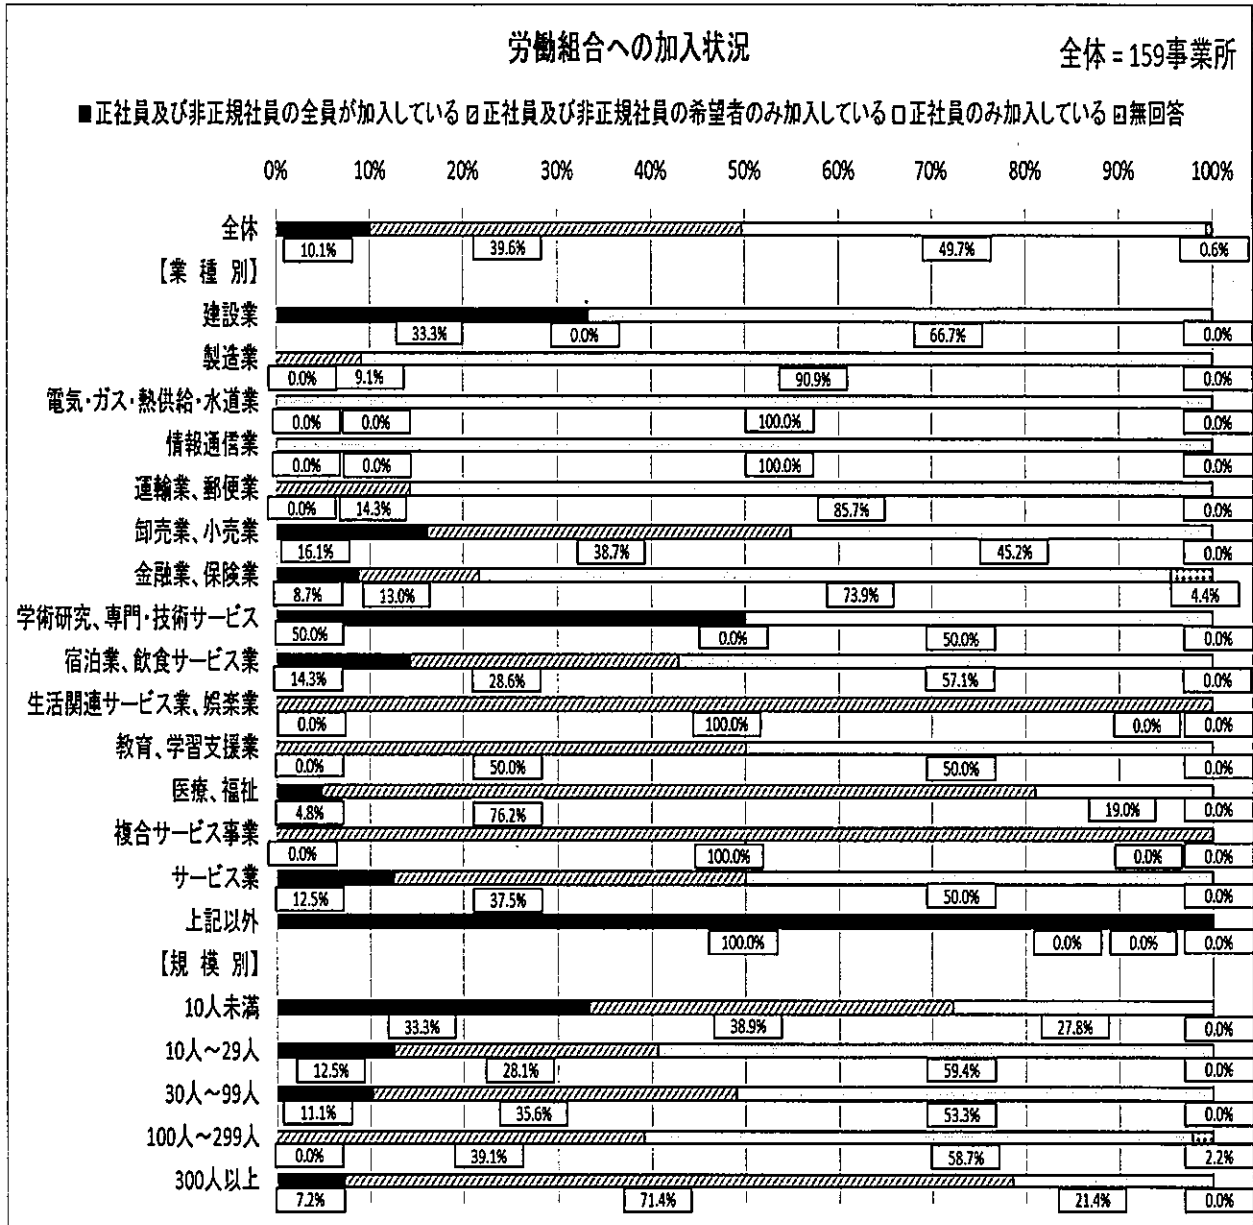 労働組合への加入状況
全体 = 159事業所
■正社員及び非正規社員の全員が加入している ▨正社員及び非正規社員の希望者のみ加入している □正社員のみ加入している ⊡無回答
0% 10% 20% 30% 40% 50% 60% 70% 80% 90% 100%
全体
10.1% 39.6% 49.7% 0.6%
【業 種 別】
建設業
33.3% 0.0% 66.7% 0.0%
製造業
0.0% 9.1% 90.9% 0.0%
電気・ガス・熱供給・水道業
0.0% 0.0% 100.0% 0.0%
情報通信業
0.0% 0.0% 100.0% 0.0%
運輸業、郵便業
0.0% 14.3% 85.7% 0.0%
卸売業、小売業
16.1% 38.7% 45.2% 0.0%
金融業、保険業
8.7% 13.0% 73.9% 4.4%
学術研究、専門・技術サービス
50.0% 0.0% 50.0% 0.0%
宿泊業、飲食サービス業
14.3% 28.6% 57.1% 0.0%
生活関連サービス業、娯楽業
0.0% 100.0% 0.0% 0.0%
教育、学習支援業
0.0% 50.0% 50.0% 0.0%
医療、福祉
4.8% 76.2% 19.0% 0.0%
複合サービス事業
0.0% 100.0% 0.0% 0.0%
サービス業
12.5% 37.5% 50.0% 0.0%
上記以外
100.0% 0.0% 0.0% 0.0%
【規 模 別】
10人未満
33.3% 38.9% 27.8% 0.0%
10人～29人
12.5% 28.1% 59.4% 0.0%
30人～99人
11.1% 35.6% 53.3% 0.0%
100人～299人
0.0% 39.1% 58.7% 2.2%
300人以上
7.2% 71.4% 21.4% 0.0%